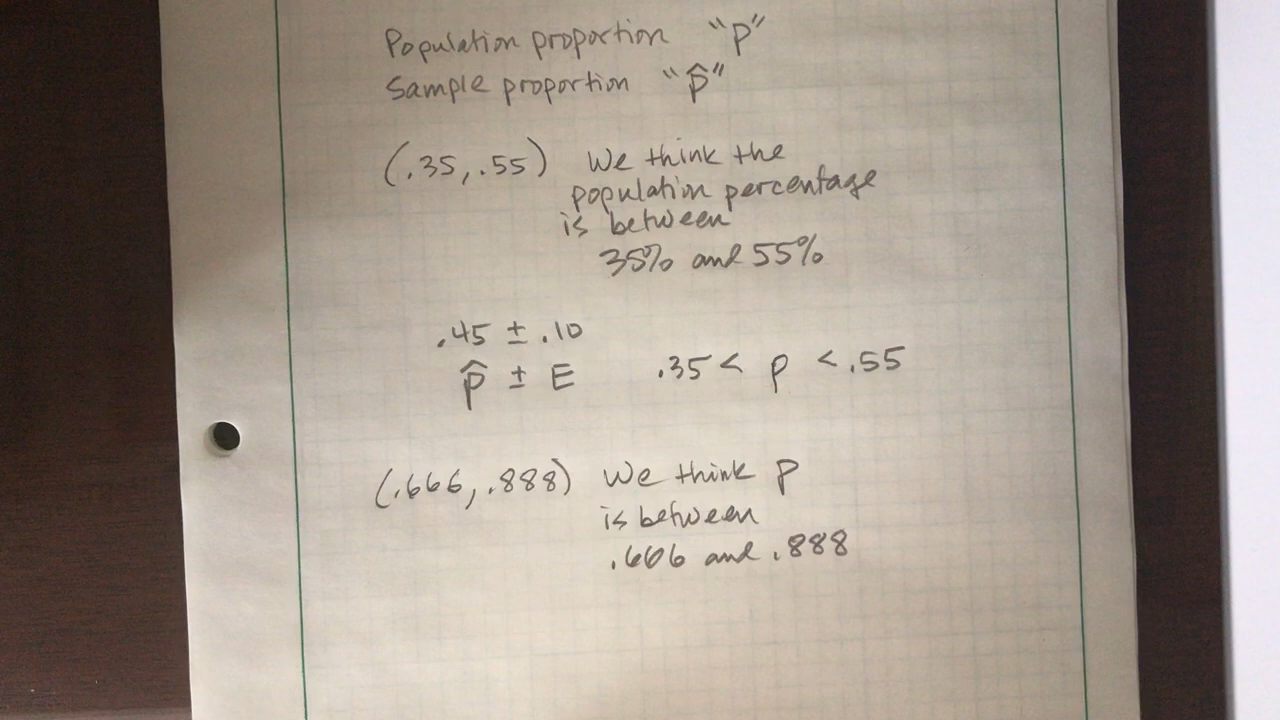 Population proportion "p"
Sample proportion "p̂"
(.35, .55) We think the
population percentage
is between
35% and 55%
.45 ± .10
p̂ ± E .35 < p < .55
(.666, .888) We think p
is between
.666 and .888